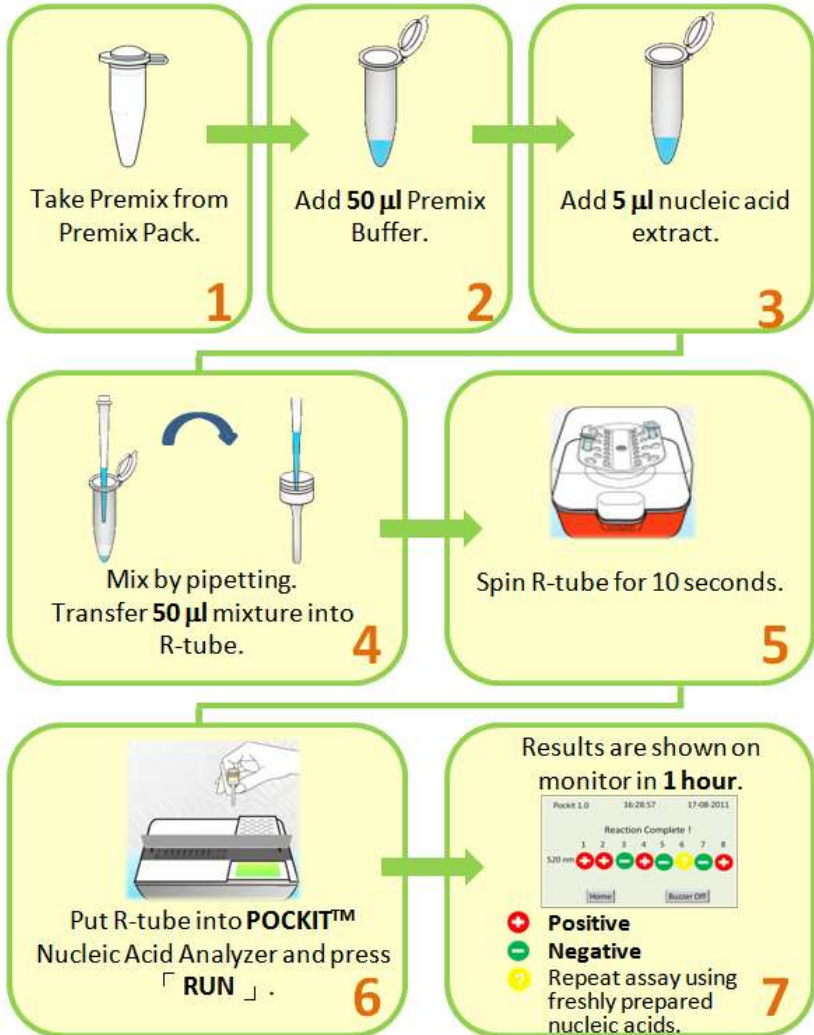 Take Premix from
Premix Pack.
1
Add 50 µl Premix
Buffer.
2
Add 5 µl nucleic acid
extract.
3
Mix by pipetting.
Transfer 50 µl mixture into
R-tube.
4
Spin R-tube for 10 seconds.
5
Put R-tube into POCKIT™
Nucleic Acid Analyzer and press
「 RUN 」.
6
Results are shown on
monitor in 1 hour.
Pockit 1.0 16:28:57 17-08-2011
Reaction Complete !
1 2 3 4 5 6 7 8
520 nm + + − + − ? − +
Home Buzzer Off
+ Positive
− Negative
? Repeat assay using
freshly prepared
nucleic acids.
7